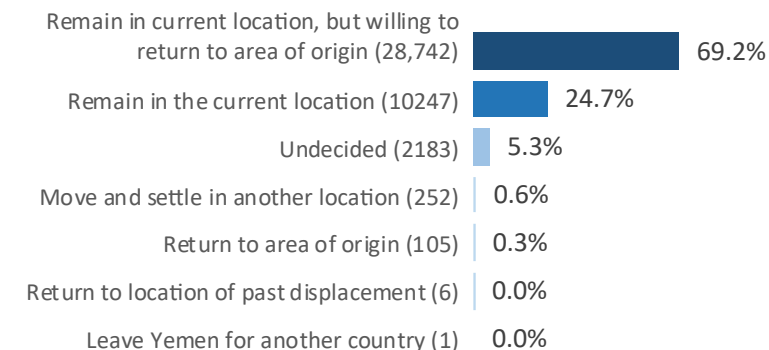 Remain in current location, but willing to
return to area of origin (28,742) 69.2%
Remain in the current location (10247) 24.7%
Undecided (2183) 5.3%
Move and settle in another location (252) 0.6%
Return to area of origin (105) 0.3%
Return to location of past displacement (6) 0.0%
Leave Yemen for another country (1) 0.0%